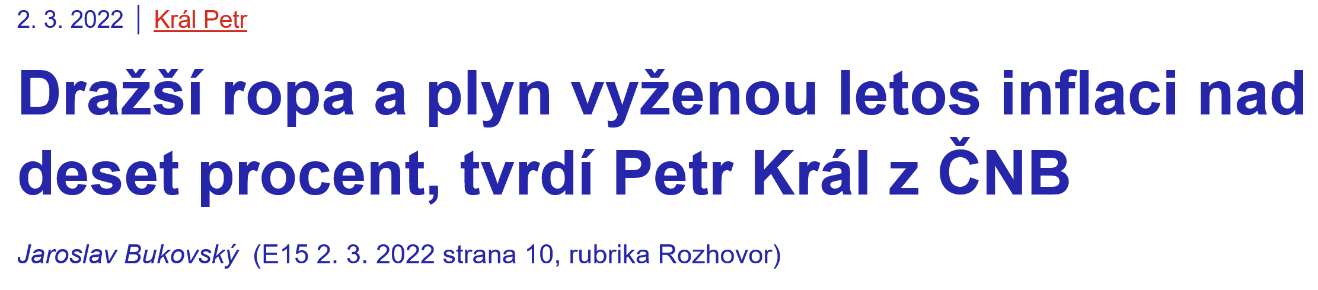 2. 3. 2022 | Král Petr
Dražší ropa a plyn vyženou letos inflaci nad
deset procent, tvrdí Petr Král z ČNB
Jaroslav Bukovský (E15 2. 3. 2022 strana 10, rubrika Rozhovor)